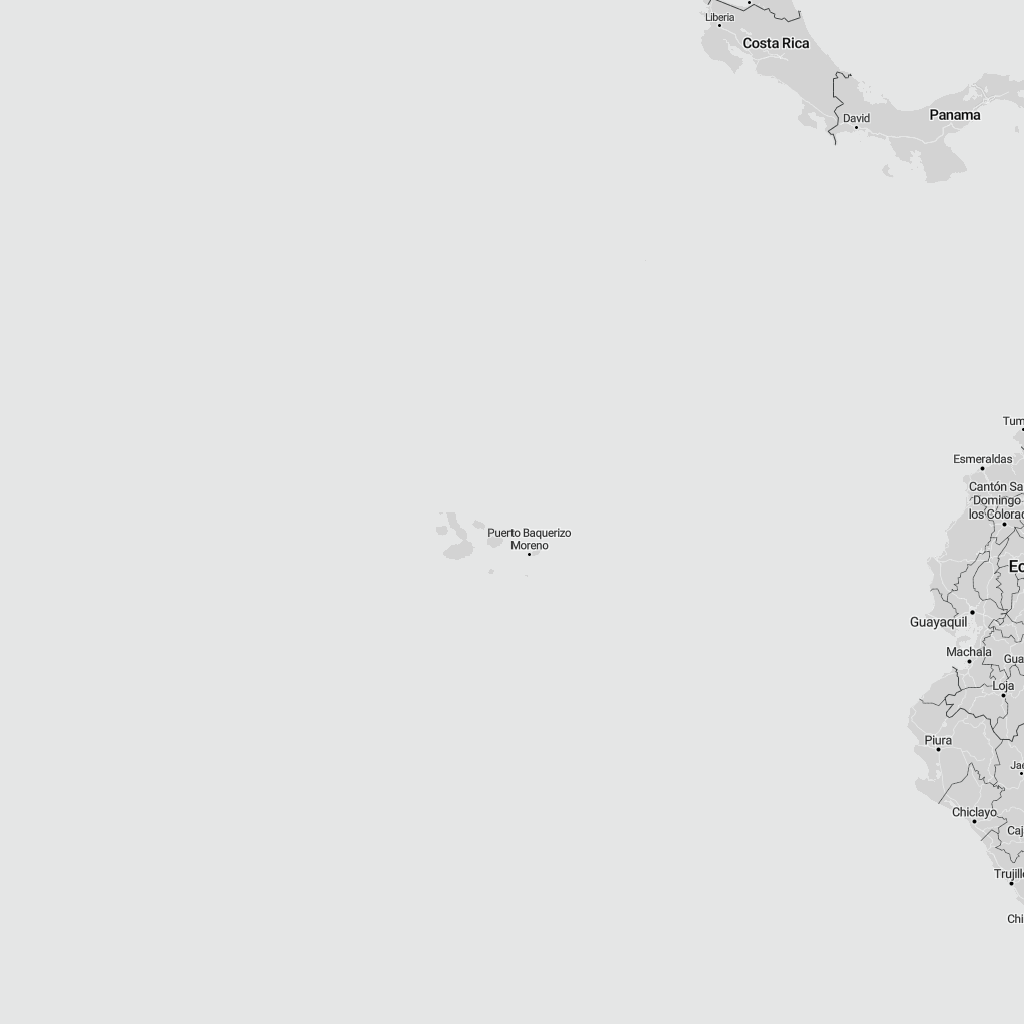 Liberia
Costa Rica
David
Panama
Tum
Esmeraldas
Cantón Sa
Domingo
los Colorad
Puerto Baquerizo
Moreno
Ec
Guayaquil
Machala
Gua
Loja
Piura
Jae
Chiclayo
Caj
Trujillo
Chi